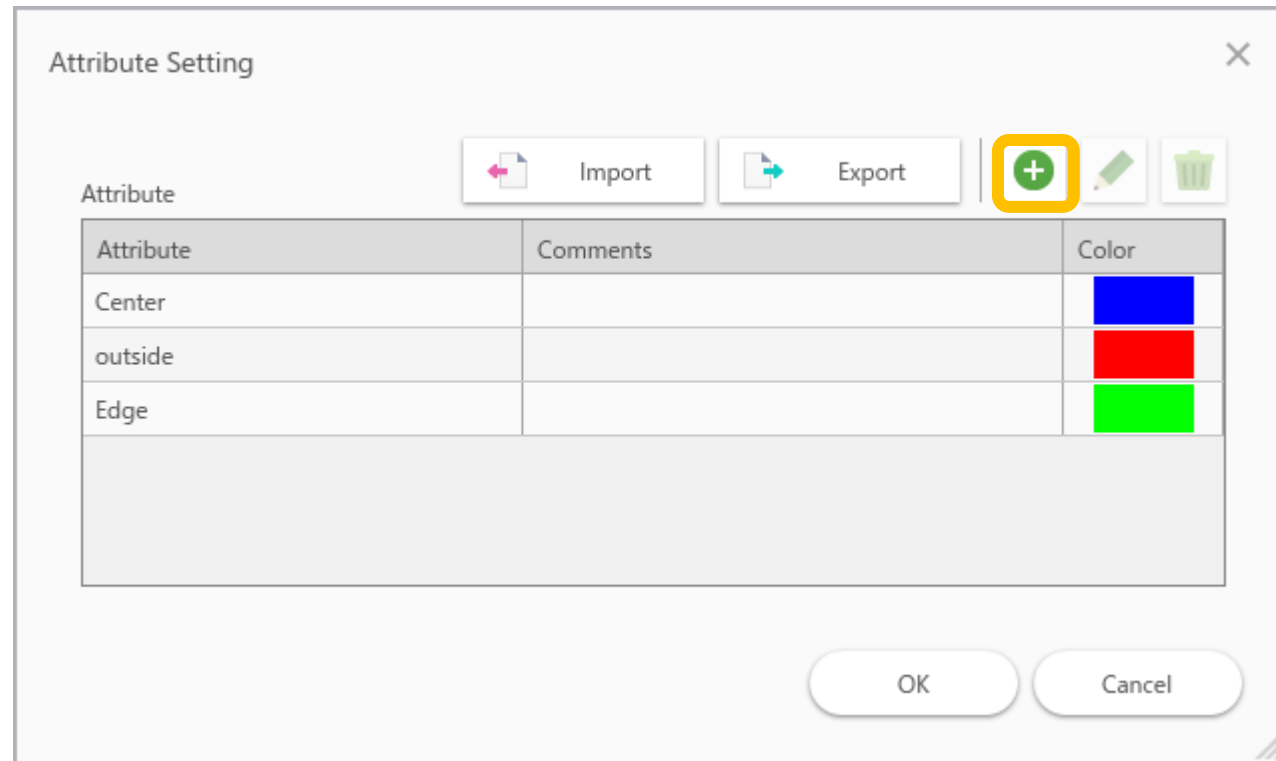 Attribute Setting
Import
Export
Attribute
Attribute
Comments
Color
Center
outside
Edge
OK
Cancel